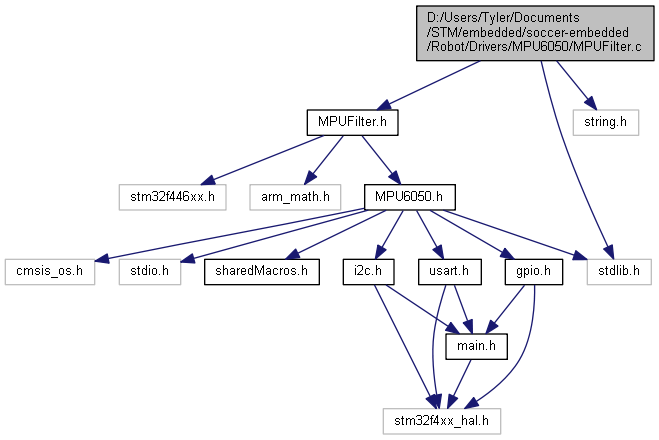 D:/Users/Tyler/Documents
/STM/embedded/soccer-embedded
/Robot/Drivers/MPU6050/MPUFilter.c
MPUFilter.h
string.h
stm32f446xx.h
arm_math.h
MPU6050.h
cmsis_os.h
stdio.h
sharedMacros.h
i2c.h
usart.h
gpio.h
stdlib.h
main.h
stm32f4xx_hal.h